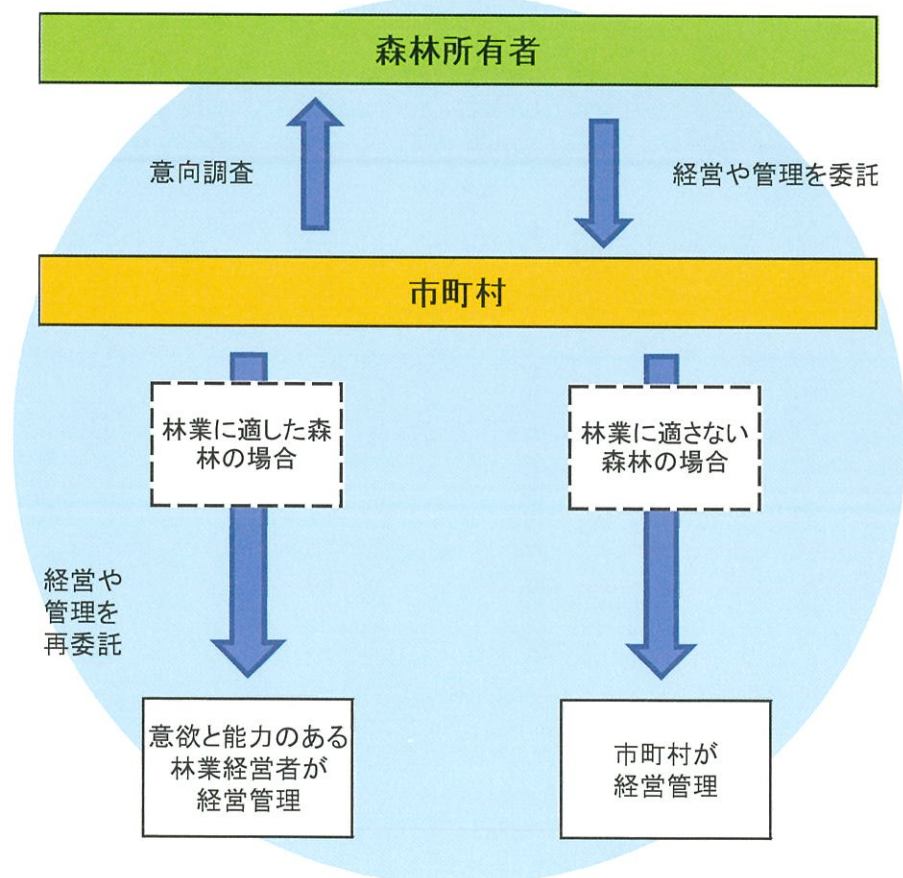 森林所有者
意向調査
経営や管理を委託
市町村
林業に適した森
林の場合
林業に適さない
森林の場合
経営や
管理を
再委託
意欲と能力のある
林業経営者が
経営管理
市町村が
経営管理